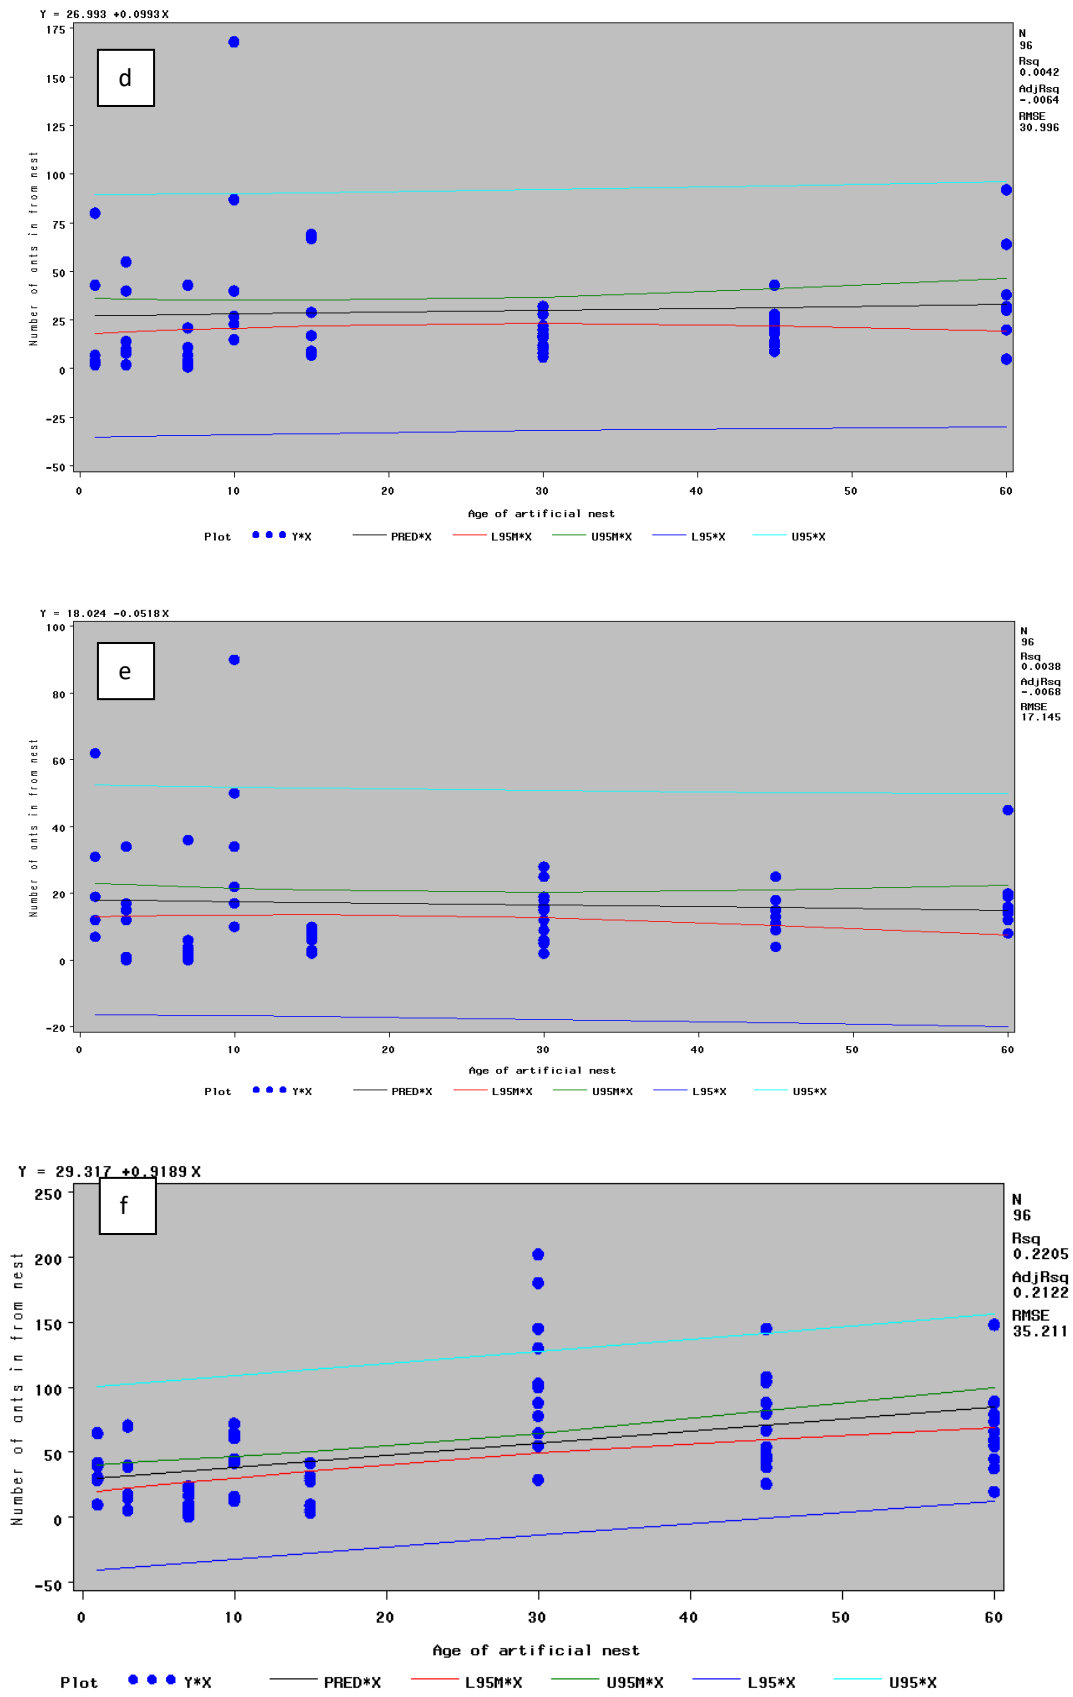 Y = 26.993 +0.0993X
d
N
96
Rsq
0.0042
AdjRsq
-.0064
RMSE
30.996
Number of ants in from nest
175
150
125
100
75
50
25
0
-25
-50
0 10 20 30 40 50 60
Age of artificial nest
Plot Y*X PRED*X L95M*X U95M*X L95*X U95*X
Y = 18.024 -0.0518X
e
N
96
Rsq
0.0038
AdjRsq
-.0068
RMSE
17.145
Number of ants in from nest
100
80
60
40
20
0
-20
0 10 20 30 40 50 60
Age of artificial nest
Plot Y*X PRED*X L95M*X U95M*X L95*X U95*X
Y = 29.317 +0.9189X
f
N
96
Rsq
0.2205
AdjRsq
0.2122
RMSE
35.211
Number of ants in from nest
250
200
150
100
50
0
-50
0 10 20 30 40 50 60
Age of artificial nest
Plot Y*X PRED*X L95M*X U95M*X L95*X U95*X